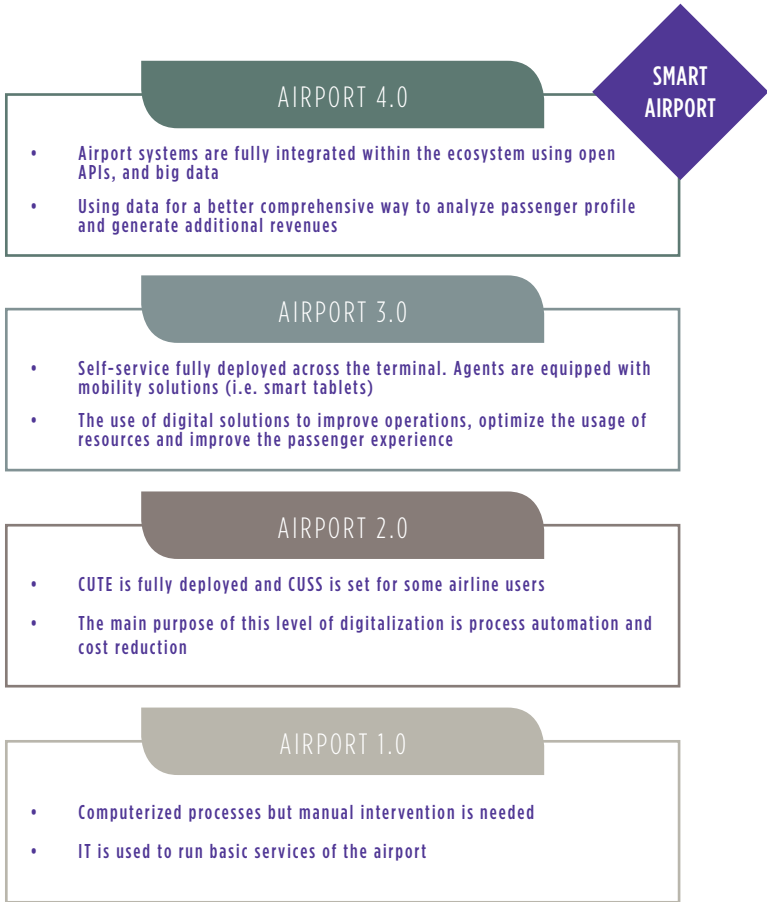 SMART
AIRPORT
AIRPORT 4.0
• Airport systems are fully integrated within the ecosystem using open
APIs, and big data
• Using data for a better comprehensive way to analyze passenger profile
and generate additional revenues
AIRPORT 3.0
• Self-service fully deployed across the terminal. Agents are equipped with
mobility solutions (i.e. smart tablets)
• The use of digital solutions to improve operations, optimize the usage of
resources and improve the passenger experience
AIRPORT 2.0
• CUTE is fully deployed and CUSS is set for some airline users
• The main purpose of this level of digitalization is process automation and
cost reduction
AIRPORT 1.0
• Computerized processes but manual intervention is needed
• IT is used to run basic services of the airport